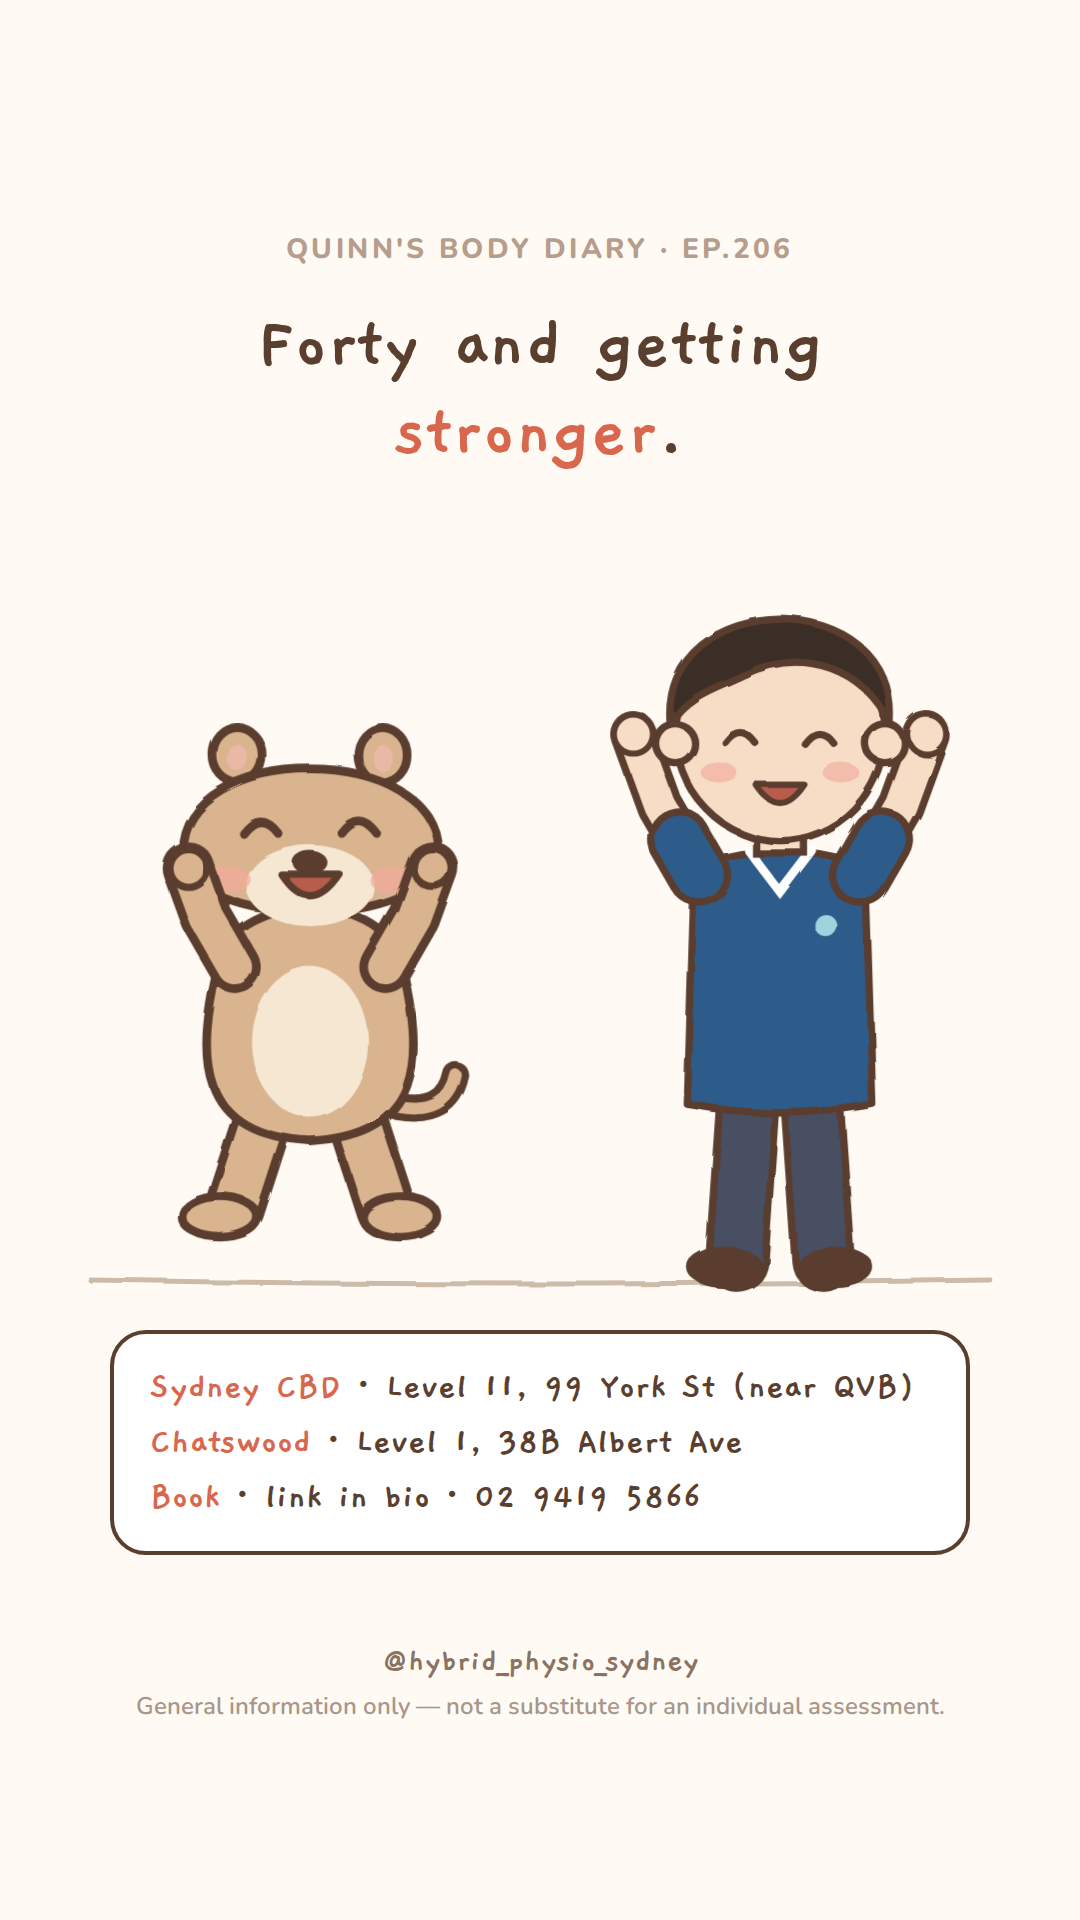 QUINN'S BODY DIARY · EP.206
Forty and getting
stronger.
Sydney CBD · Level 11, 99 York St (near QVB)
Chatswood · Level 1, 38B Albert Ave
Book · link in bio · 02 9419 5866
@hybrid_physio_sydney
General information only — not a substitute for an individual assessment.